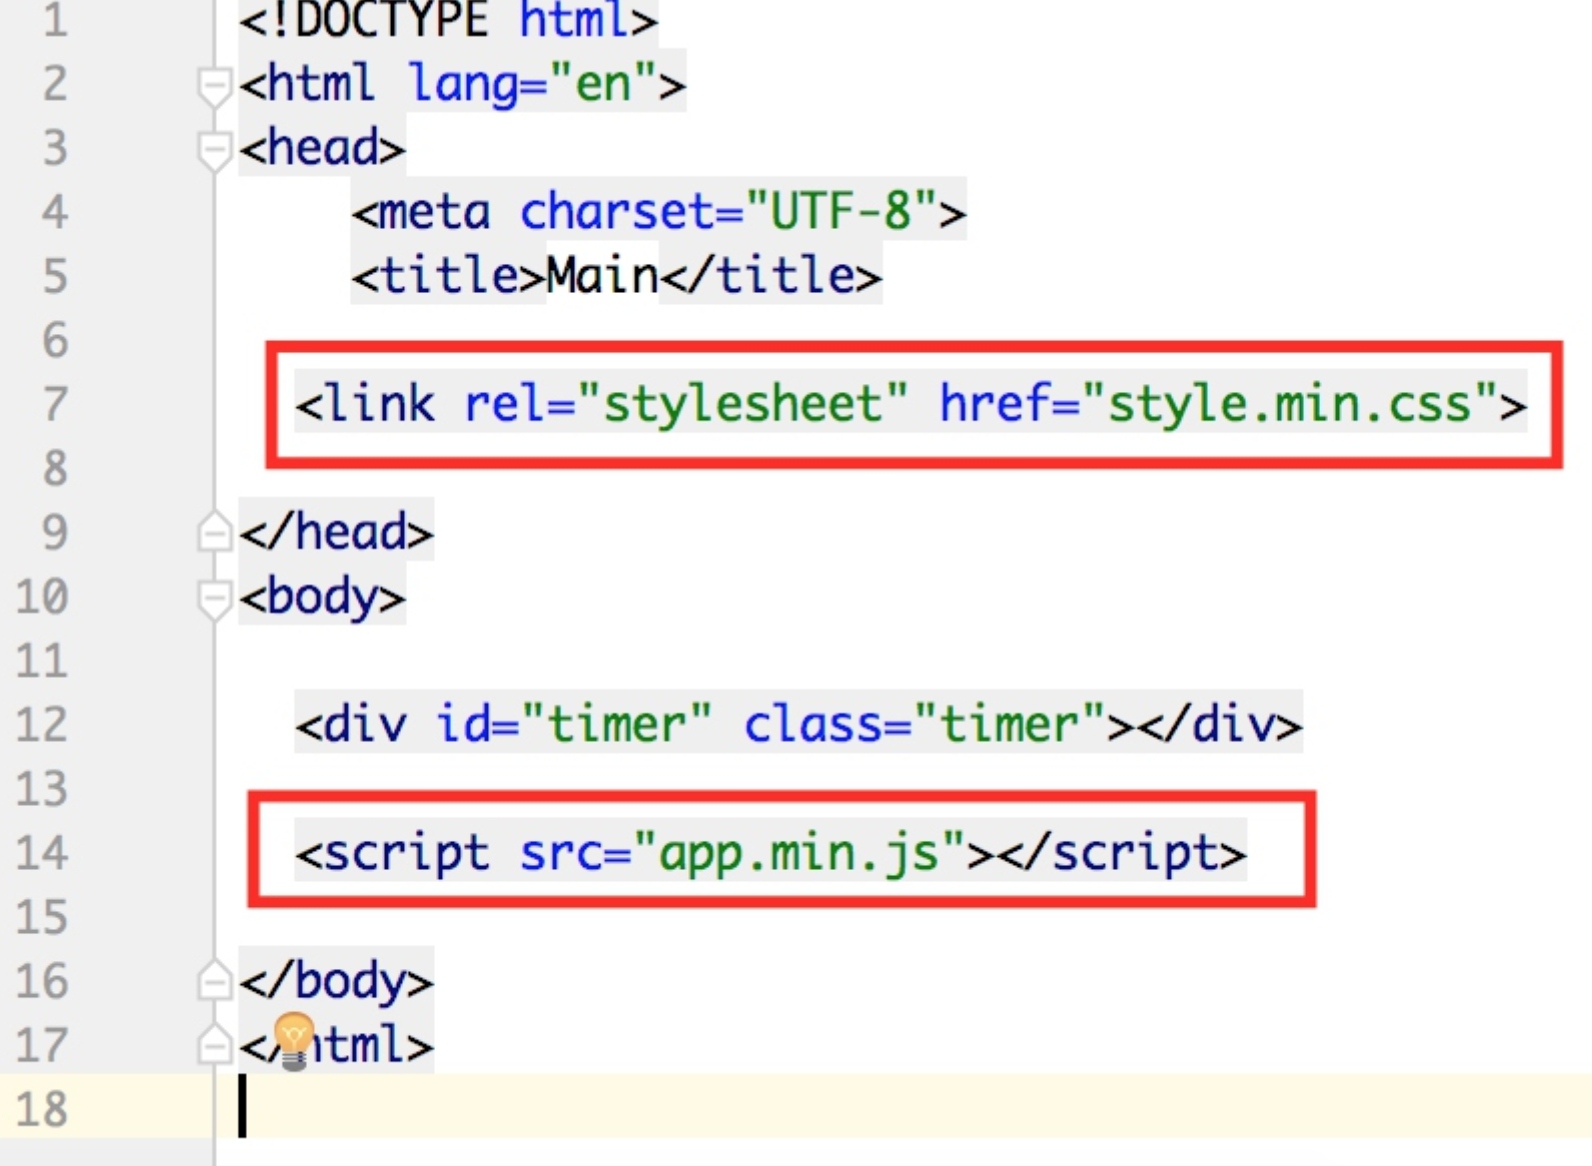 1 <!DOCTYPE html>
2 <html lang="en">
3 <head>
4 <meta charset="UTF-8">
5 <title>Main</title>
6
7 <link rel="stylesheet" href="style.min.css">
8
9 </head>
10 <body>
11
12 <div id="timer" class="timer"></div>
13
14 <script src="app.min.js"></script>
15
16 </body>
17 </html>
18